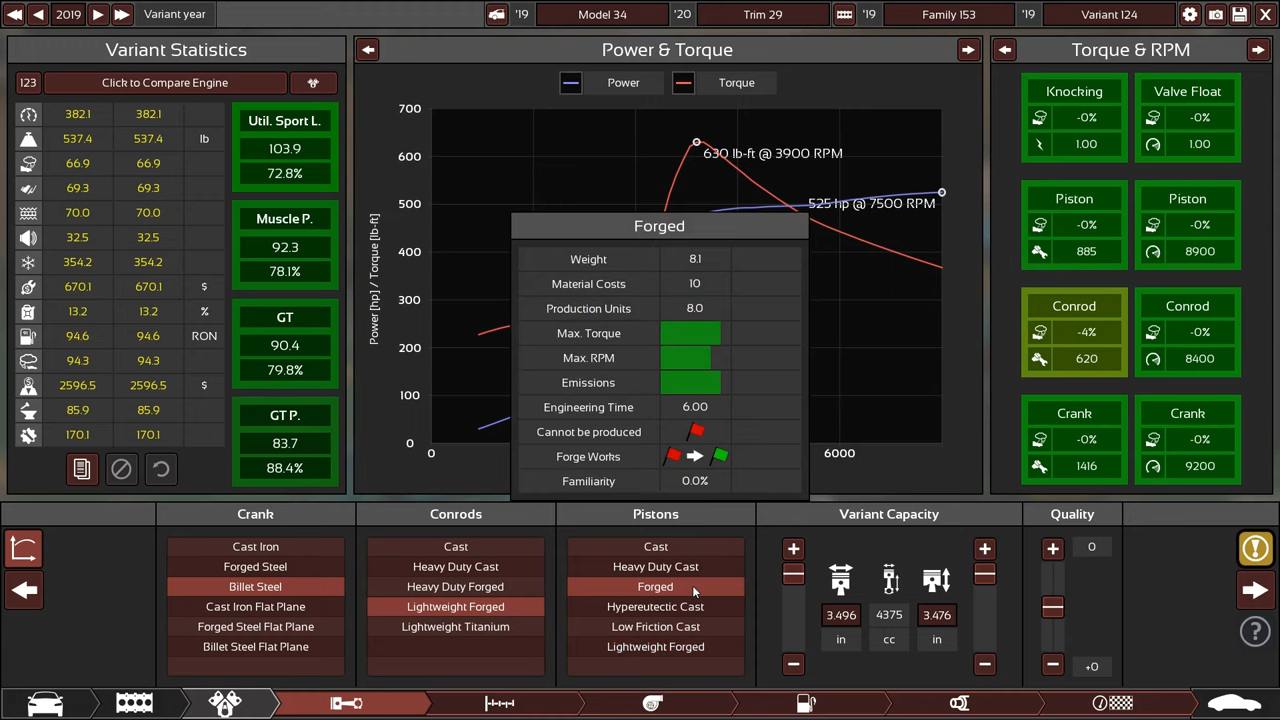 2019
Variant year
'19
Model 34
'20
Trim 29
'19
Family 153
'19
Variant 124
Variant Statistics
123
Click to Compare Engine
382.1 382.1
537.4 537.4 lb
66.9 66.9
69.3 69.3
70.0 70.0
32.5 32.5
354.2 354.2
670.1 670.1 $
13.2 13.2 %
94.6 94.6 RON
94.3 94.3
2596.5 2596.5 $
85.9 85.9
170.1 170.1
Util. Sport L.
103.9
72.8%
Muscle P.
92.3
78.1%
GT
90.4
79.8%
GT P.
83.7
88.4%
Power & Torque
Power
Torque
700
600
500
400
300
200
100
0
Power [hp] / Torque [lb-ft]
630 lb-ft @ 3900 RPM
525 hp @ 7500 RPM
0
6000
Forged
Weight 8.1
Material Costs 10
Production Units 8.0
Max. Torque
Max. RPM
Emissions
Engineering Time 6.00
Cannot be produced
Forge Works
Familiarity 0.0%
Torque & RPM
Knocking
-0%
1.00
Valve Float
-0%
1.00
Piston
-0%
885
Piston
-0%
8900
Conrod
-4%
620
Conrod
-0%
8400
Crank
-0%
1416
Crank
-0%
9200
Crank
Cast Iron
Forged Steel
Billet Steel
Cast Iron Flat Plane
Forged Steel Flat Plane
Billet Steel Flat Plane
Conrods
Cast
Heavy Duty Cast
Heavy Duty Forged
Lightweight Forged
Lightweight Titanium
Pistons
Cast
Heavy Duty Cast
Forged
Hypereutectic Cast
Low Friction Cast
Lightweight Forged
Variant Capacity
+
+
3.496 4375 3.476
in cc in
Quality
+
0
+0
?